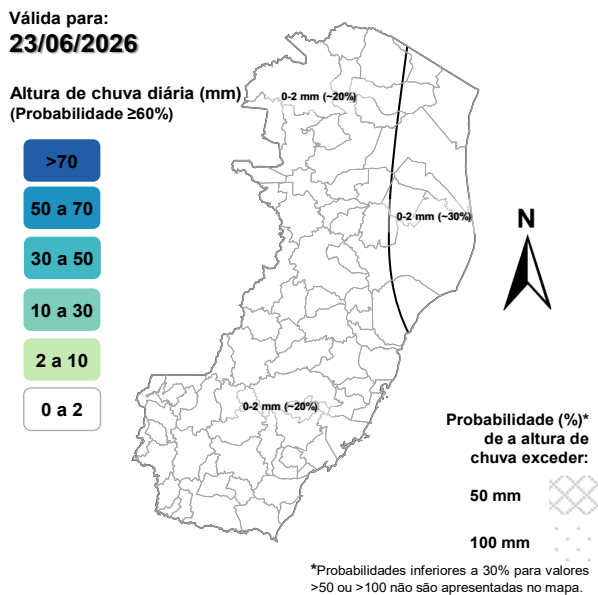 Válida para:
23/06/2026
Altura de chuva diária (mm)
(Probabilidade ≥60%)
>70
50 a 70
30 a 50
10 a 30
2 a 10
0 a 2
0-2 mm (~20%)
0-2 mm (~30%)
0-2 mm (~20%)
N
Probabilidade (%)*
de a altura de
chuva exceder:
50 mm
100 mm
*Probabilidades inferiores a 30% para valores
>50 ou >100 não são apresentadas no mapa.